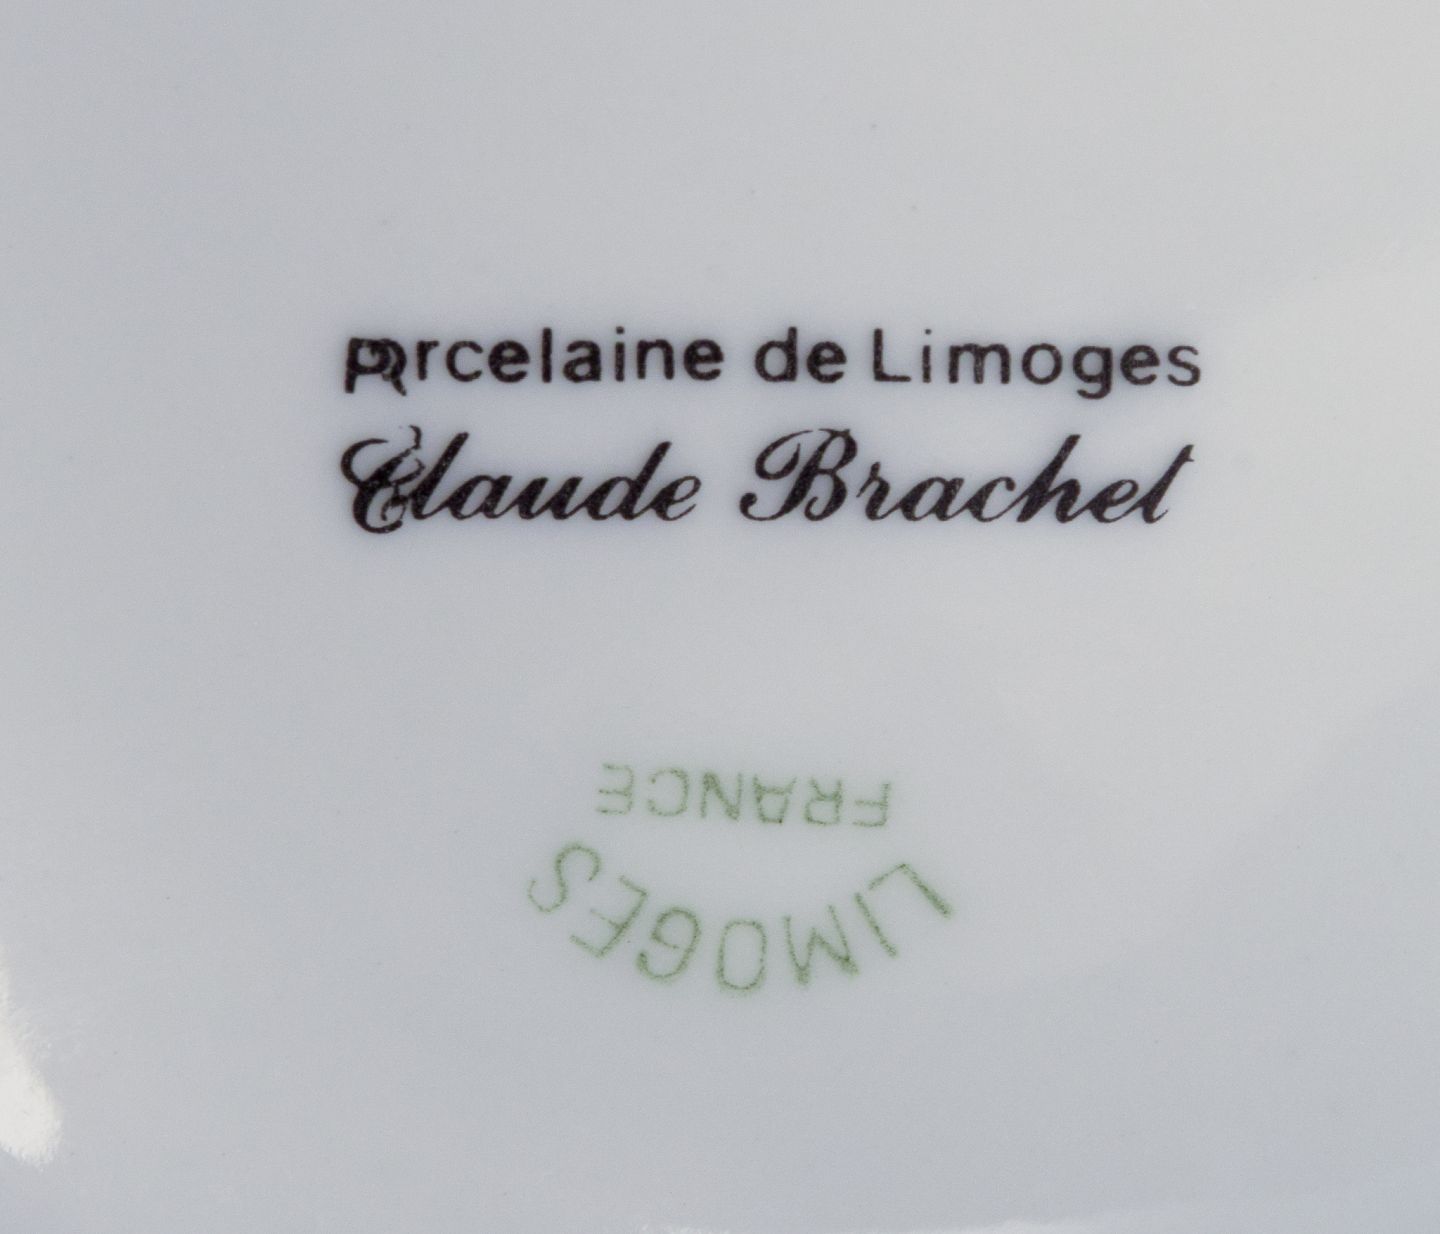 porcelaine de Limoges
Claude Brachet
LIMOGES
FRANCE